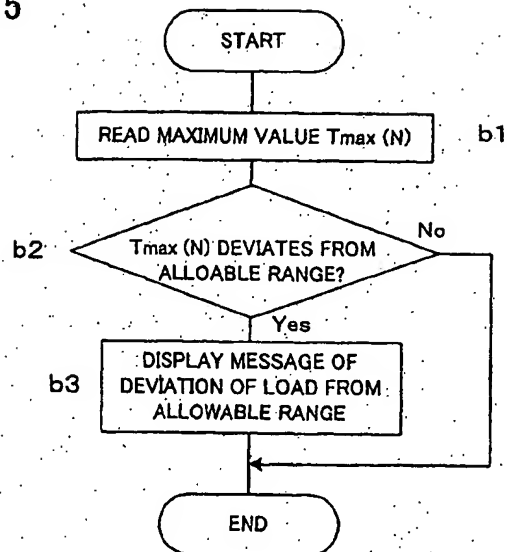 5
START
READ MAXIMUM VALUE Tmax (N)
b1
b2
Tmax (N) DEVIATES FROM
ALLOABLE RANGE?
No
Yes
b3
DISPLAY MESSAGE OF
DEVIATION OF LOAD FROM
ALLOWABLE RANGE
END